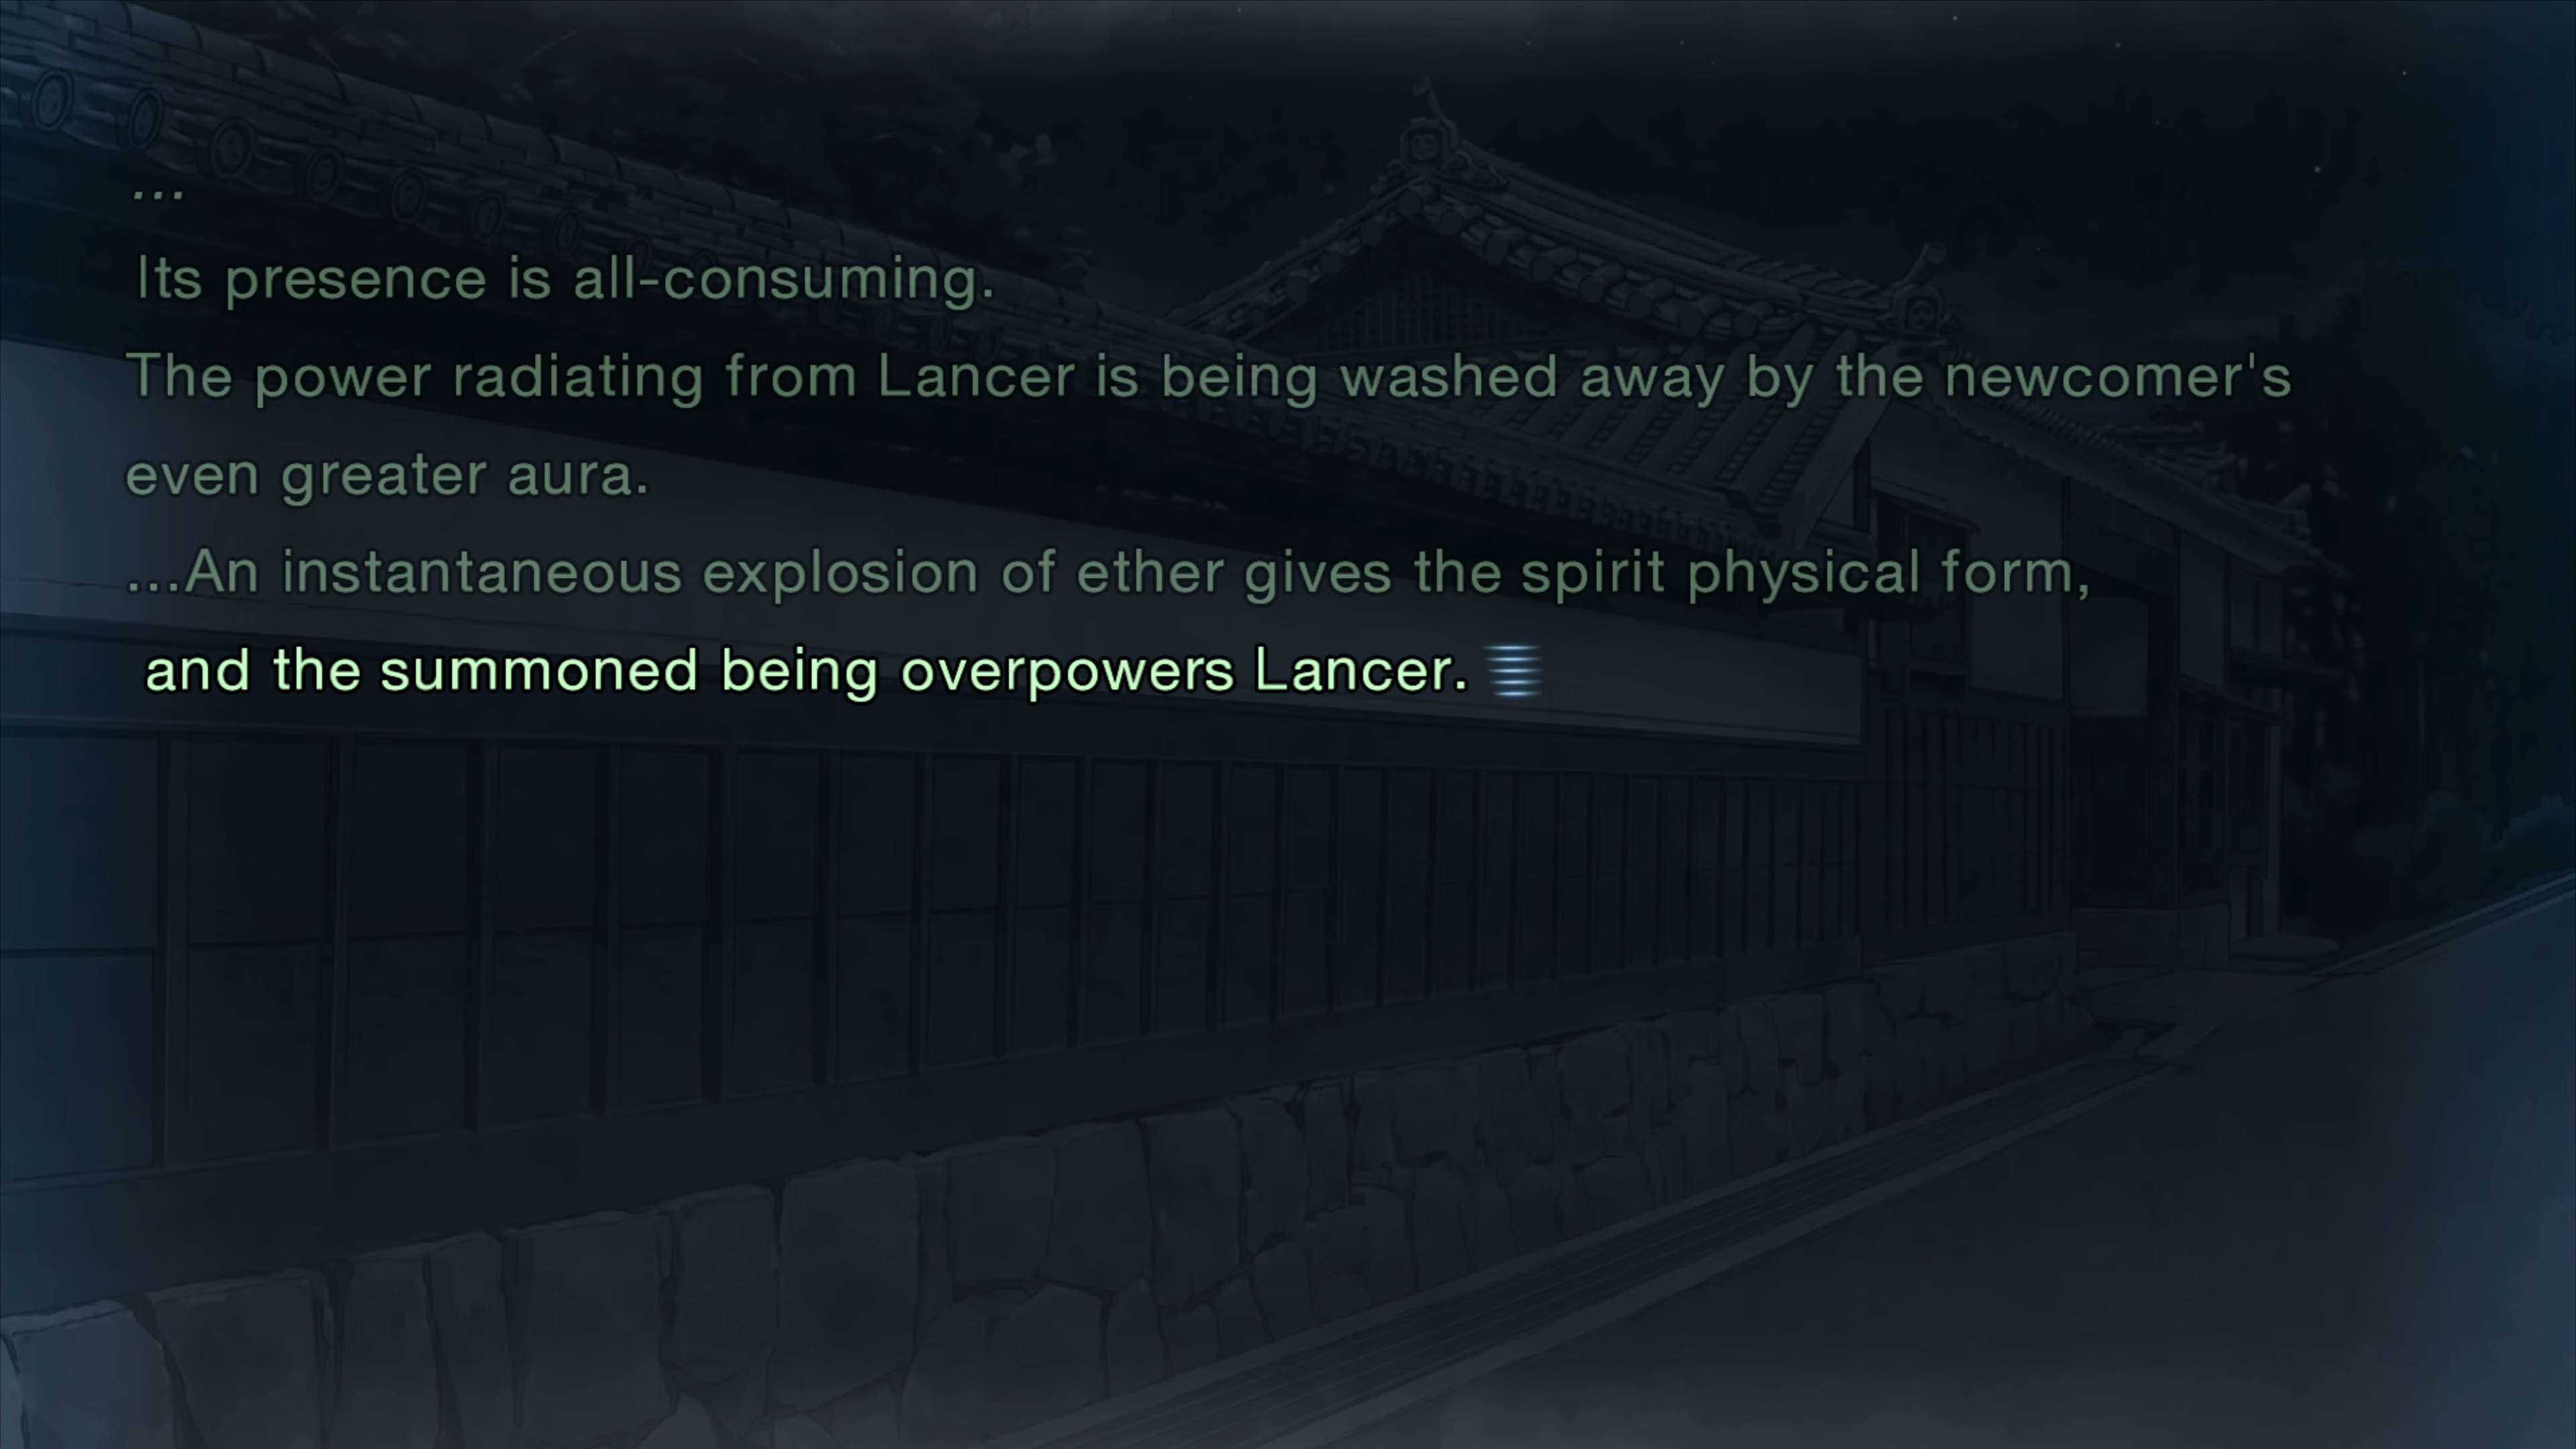 ...
Its presence is all-consuming.
The power radiating from Lancer is being washed away by the newcomer's
even greater aura.
...An instantaneous explosion of ether gives the spirit physical form,
and the summoned being overpowers Lancer.